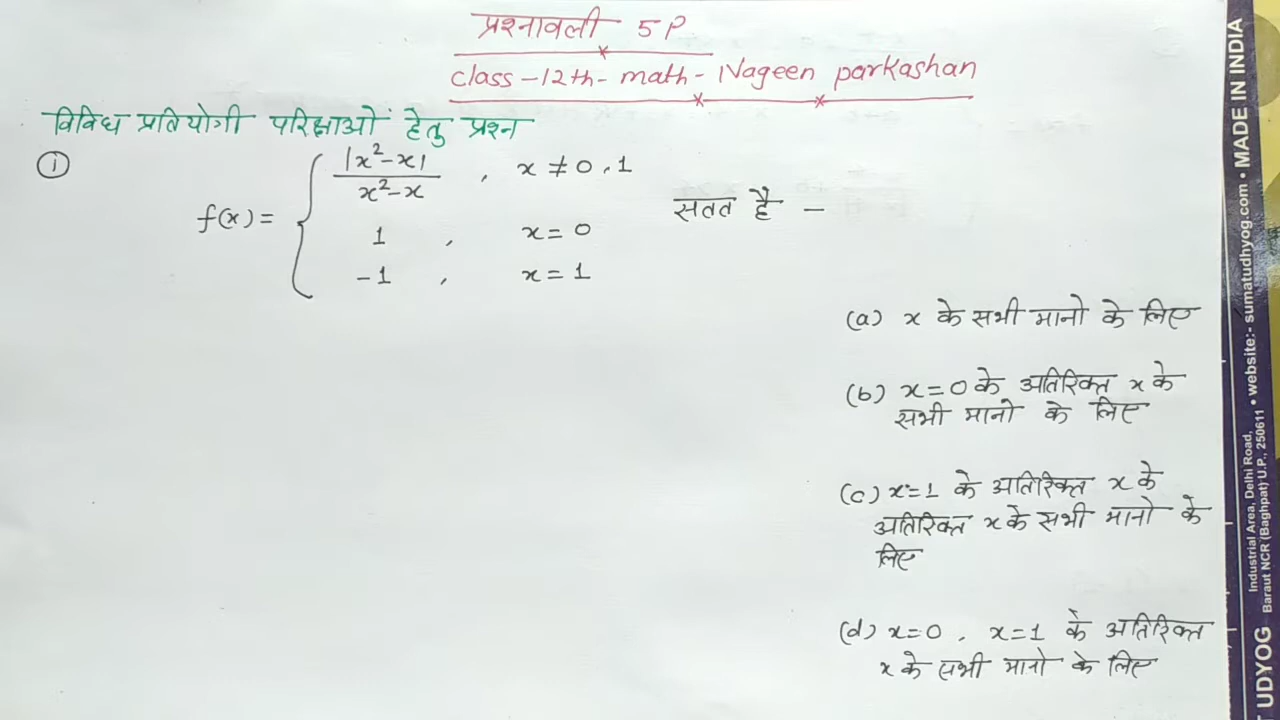 प्रश्नावली 5P
class-12th-math-Nageen parkashan
विविध प्रतियोगी परिक्षाओं हेतु प्रश्न
①
f(x) = { |x²-x| / x²-x , x ≠ 0, 1
1 , x = 0
-1 , x = 1
सतत है -
(a) x के सभी मानो के लिए
(b) x=0 के अतिरिक्त x के
सभी मानो के लिए
(c) x=1 के अतिरिक्त x के
अतिरिक्त x के सभी मानो के
लिए
(d) x=0, x=1 के अतिरिक्त
x के सभी मानो के लिए
UDYOG Industrial Area, Delhi Road,
Baraut NCR (Baghpat) U.P., 250611 • website:- sumatudhyog.com • MADE IN INDIA